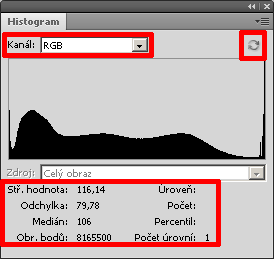 Histogram
Kanál: RGB
Zdroj: Celý obraz
Stř. hodnota: 116,14 Úroveň:
Odchylka: 79,78 Počet:
Medián: 106 Percentil:
Obr. bodů: 8165500 Počet úrovní: 1